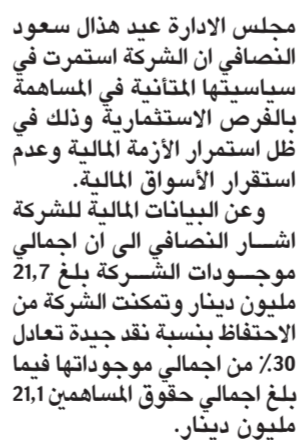 مجلس الادارة عيد هذال سعود
النصافي ان الشركة استمرت في
سياسيتها المتأنية في المساهمة
بالفرص الاستثمارية وذلك في
ظل استمرار الأزمة المالية وعدم
استقرار الأسواق المالية.
وعن البيانات المالية للشركة
اشار النصافي الى ان اجمالي
موجودات الشركة بلغ 21,7
مليون دينار وتمكنت الشركة من
الاحتفاظ بنسبة نقد جيدة تعادل
30٪ من اجمالي موجوداتها فيما
بلغ اجمالي حقوق المساهمين 21,1
مليون دينار.